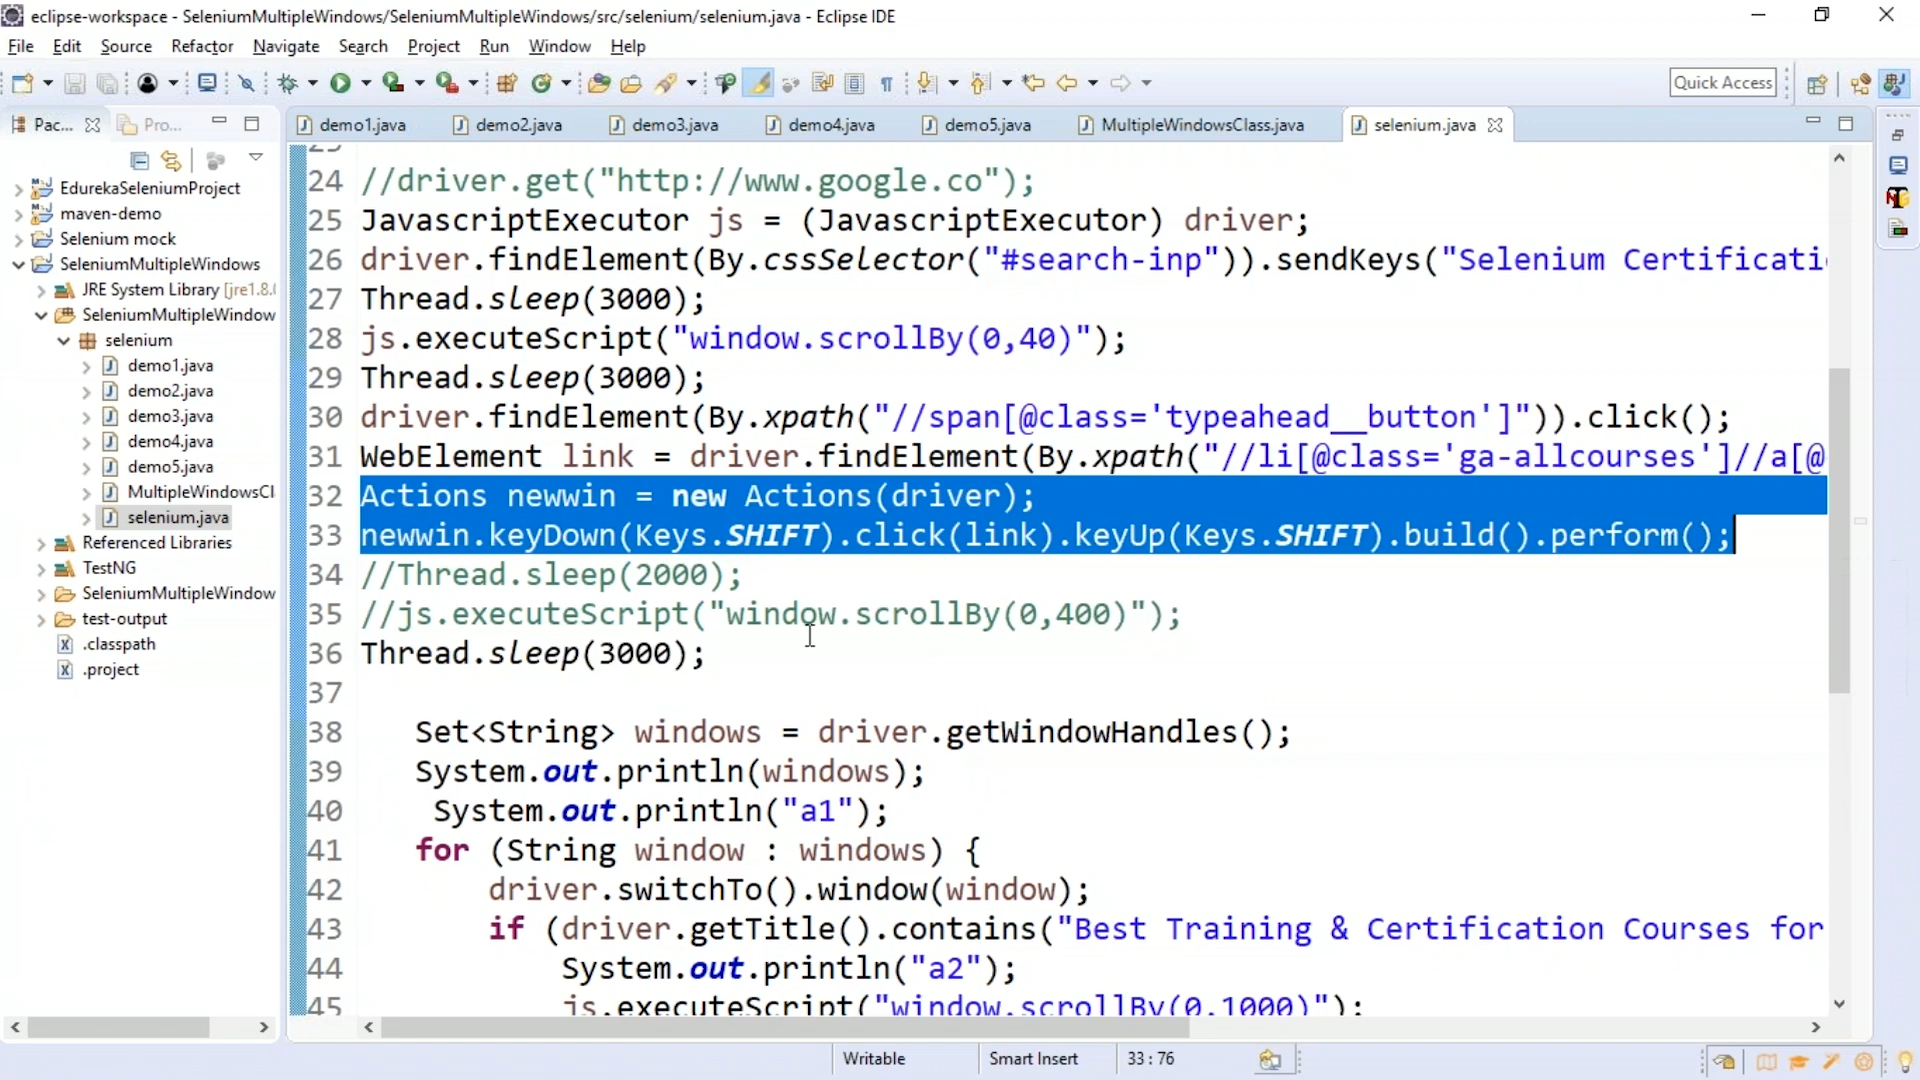 eclipse-workspace - SeleniumMultipleWindows/SeleniumMultipleWindows/src/selenium/selenium.java - Eclipse IDE
File Edit Source Refactor Navigate Search Project Run Window Help
Quick Access
Pac... Pro...
demo1.java demo2.java demo3.java demo4.java demo5.java MultipleWindowsClass.java selenium.java
EdurekaSeleniumProject
maven-demo
Selenium mock
SeleniumMultipleWindows
JRE System Library [jre1.8.
SeleniumMultipleWindow
selenium
demo1.java
demo2.java
demo3.java
demo4.java
demo5.java
MultipleWindowsCl
selenium.java
Referenced Libraries
TestNG
SeleniumMultipleWindow
test-output
.classpath
.project
24 //driver.get("http://www.google.co");
25 JavascriptExecutor js = (JavascriptExecutor) driver;
26 driver.findElement(By.cssSelector("#search-inp")).sendKeys("Selenium Certificati
27 Thread.sleep(3000);
28 js.executeScript("window.scrollBy(0,40)");
29 Thread.sleep(3000);
30 driver.findElement(By.xpath("//span[@class='typeahead__button']")).click();
31 WebElement link = driver.findElement(By.xpath("//li[@class='ga-allcourses']//a[@
32 Actions newwin = new Actions(driver);
33 newwin.keyDown(Keys.SHIFT).click(link).keyUp(Keys.SHIFT).build().perform();
34 //Thread.sleep(2000);
35 //js.executeScript("window.scrollBy(0,400)");
36 Thread.sleep(3000);
37
38 Set<String> windows = driver.getWindowHandles();
39 System.out.println(windows);
40 System.out.println("a1");
41 for (String window : windows) {
42 driver.switchTo().window(window);
43 if (driver.getTitle().contains("Best Training & Certification Courses for
44 System.out.println("a2");
45 js.executeScript("window.scrollBy(0,1000)");
Writable Smart Insert 33 : 76